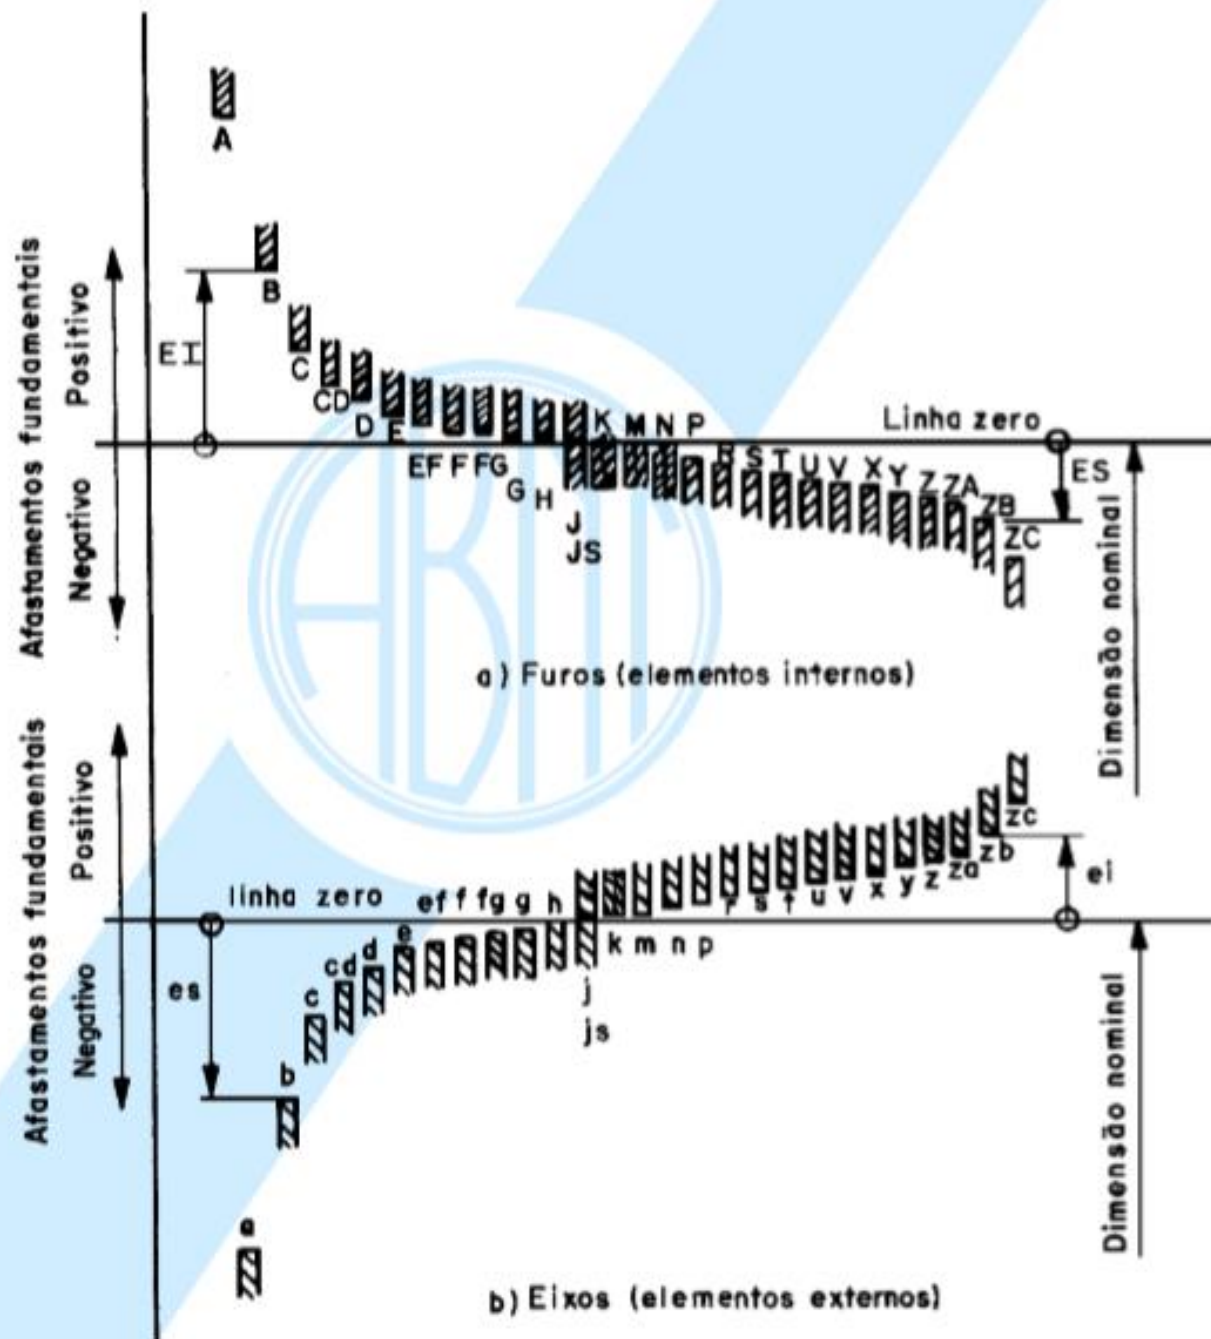 A
Afastamentos fundamentais
Positivo
Negativo
B
EI
C
CD
D
E
EF F FG
G
H
J
JS
K M N P
R S T U V X Y Z ZA ZB ZC
Linha zero
ES
Dimensão nominal
ABNT
a) Furos (elementos internos)
Afastamentos fundamentais
Positivo
Negativo
linha zero
es
a
b
c
cd
d
e
ef f fg g h
j
js
k m n p
r s t u v x y z za zb zc
ei
Dimensão nominal
b) Eixos (elementos externos)